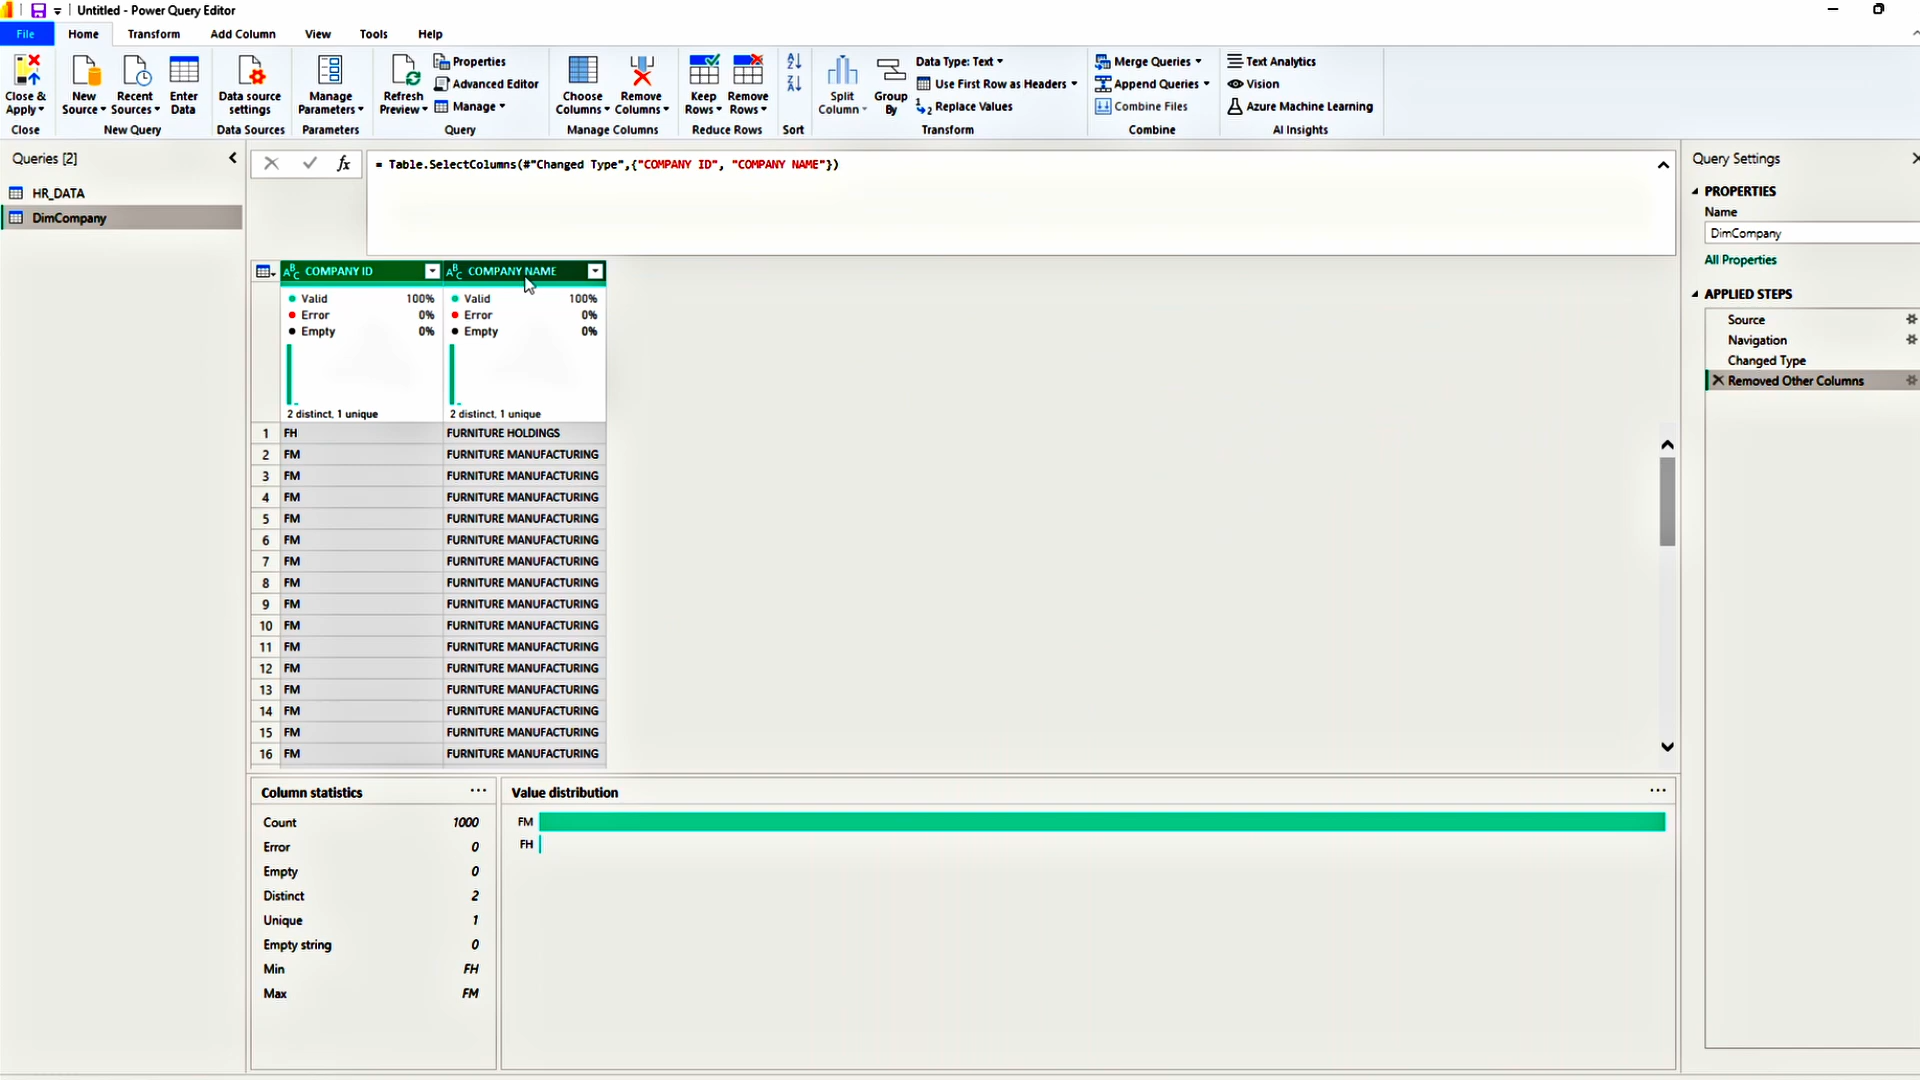 Untitled - Power Query Editor
File Home Transform Add Column View Tools Help
Close & Apply
New Source
Recent Sources
Enter Data
Data source settings
Manage Parameters
Refresh Preview
Properties
Advanced Editor
Manage
Choose Columns
Remove Columns
Keep Rows
Remove Rows
Split Column
Group By
Data Type: Text
Use First Row as Headers
Replace Values
Merge Queries
Append Queries
Combine Files
Text Analytics
Vision
Azure Machine Learning
Close New Query Data Sources Parameters Query Manage Columns Reduce Rows Sort Transform Combine AI Insights
Queries [2]
HR_DATA
DimCompany
fx = Table.SelectColumns(#"Changed Type",{"COMPANY ID", "COMPANY NAME"})
COMPANY ID COMPANY NAME
Valid 100% Valid 100%
Error 0% Error 0%
Empty 0% Empty 0%
2 distinct, 1 unique 2 distinct, 1 unique
1 FH FURNITURE HOLDINGS
2 FM FURNITURE MANUFACTURING
3 FM FURNITURE MANUFACTURING
4 FM FURNITURE MANUFACTURING
5 FM FURNITURE MANUFACTURING
6 FM FURNITURE MANUFACTURING
7 FM FURNITURE MANUFACTURING
8 FM FURNITURE MANUFACTURING
9 FM FURNITURE MANUFACTURING
10 FM FURNITURE MANUFACTURING
11 FM FURNITURE MANUFACTURING
12 FM FURNITURE MANUFACTURING
13 FM FURNITURE MANUFACTURING
14 FM FURNITURE MANUFACTURING
15 FM FURNITURE MANUFACTURING
16 FM FURNITURE MANUFACTURING
Column statistics
Count 1000
Error 0
Empty 0
Distinct 2
Unique 1
Empty string 0
Min FH
Max FM
Value distribution
FM
FH
Query Settings
PROPERTIES
Name
DimCompany
All Properties
APPLIED STEPS
Source
Navigation
Changed Type
Removed Other Columns